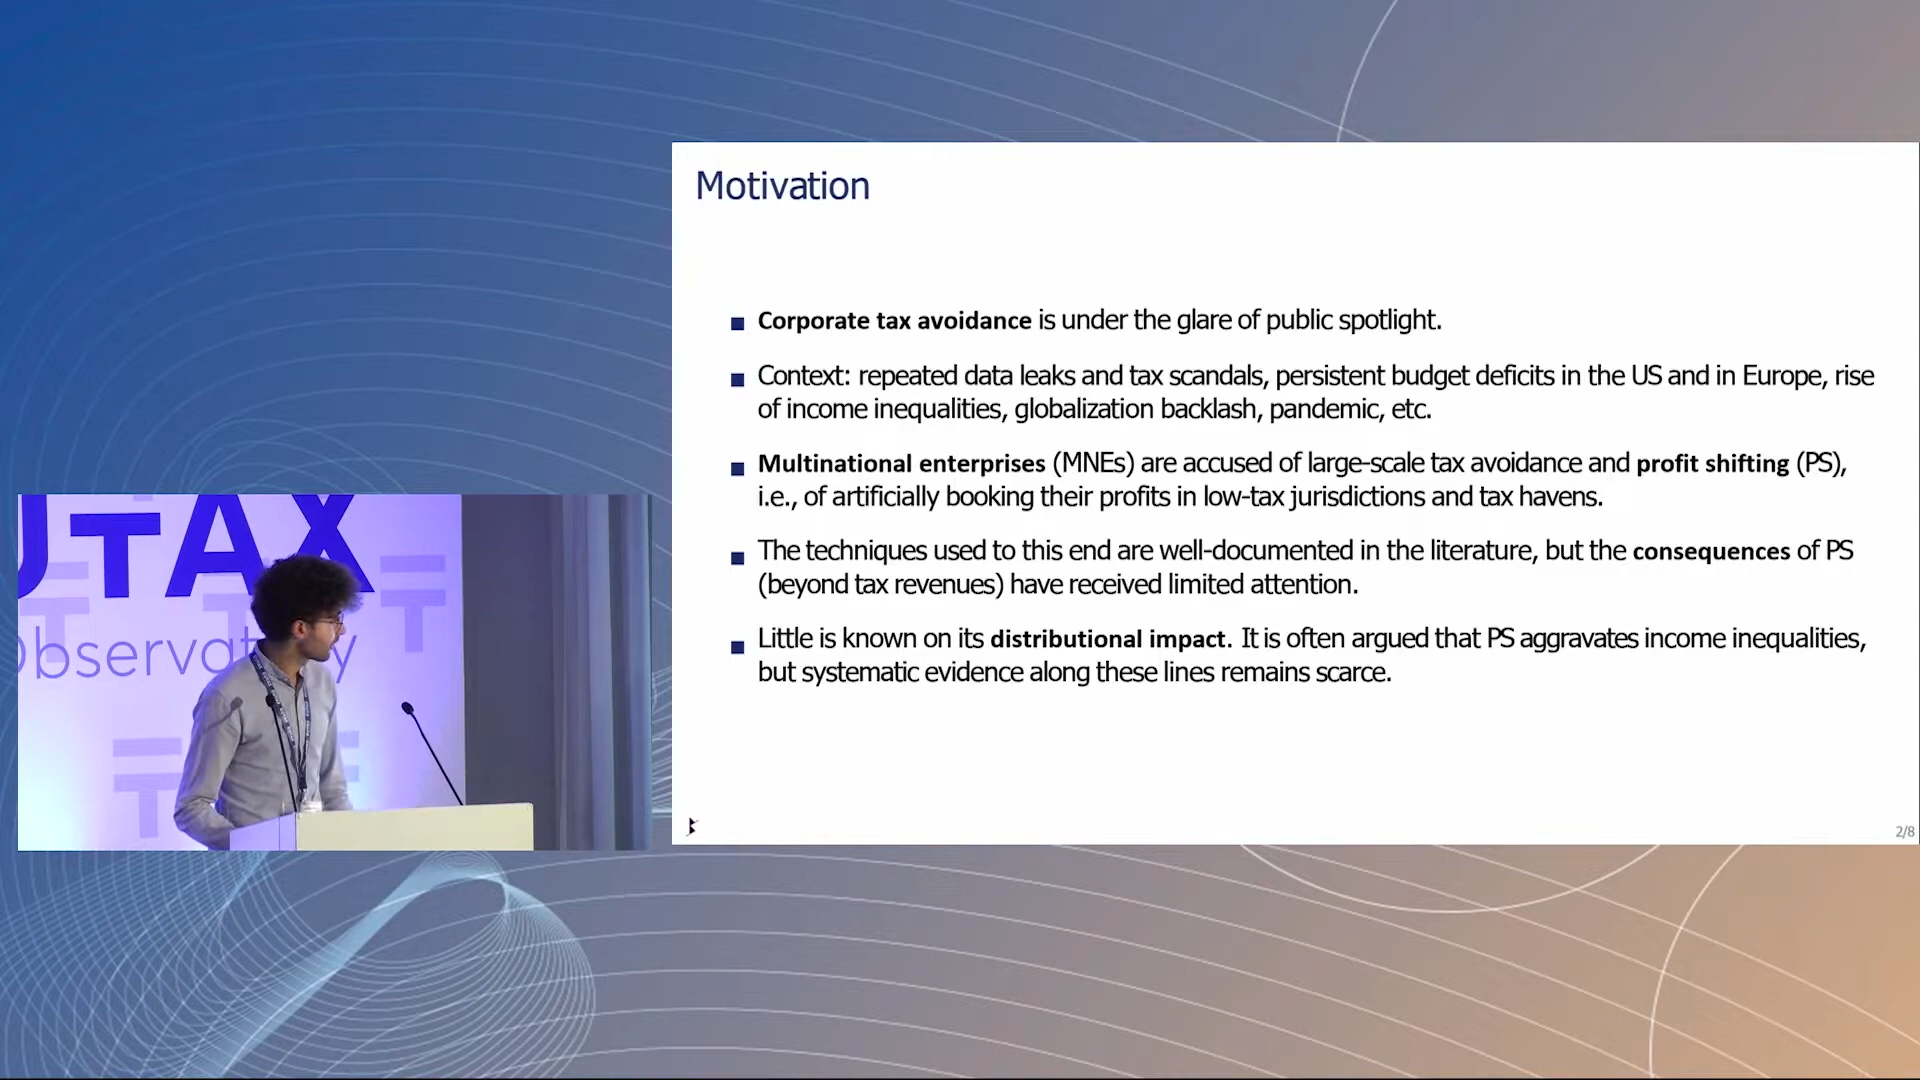 Motivation
■ Corporate tax avoidance is under the glare of public spotlight.
■ Context: repeated data leaks and tax scandals, persistent budget deficits in the US and in Europe, rise
of income inequalities, globalization backlash, pandemic, etc.
■ Multinational enterprises (MNEs) are accused of large-scale tax avoidance and profit shifting (PS),
i.e., of artificially booking their profits in low-tax jurisdictions and tax havens.
■ The techniques used to this end are well-documented in the literature, but the consequences of PS
(beyond tax revenues) have received limited attention.
■ Little is known on its distributional impact. It is often argued that PS aggravates income inequalities,
but systematic evidence along these lines remains scarce.
2/8
TAX